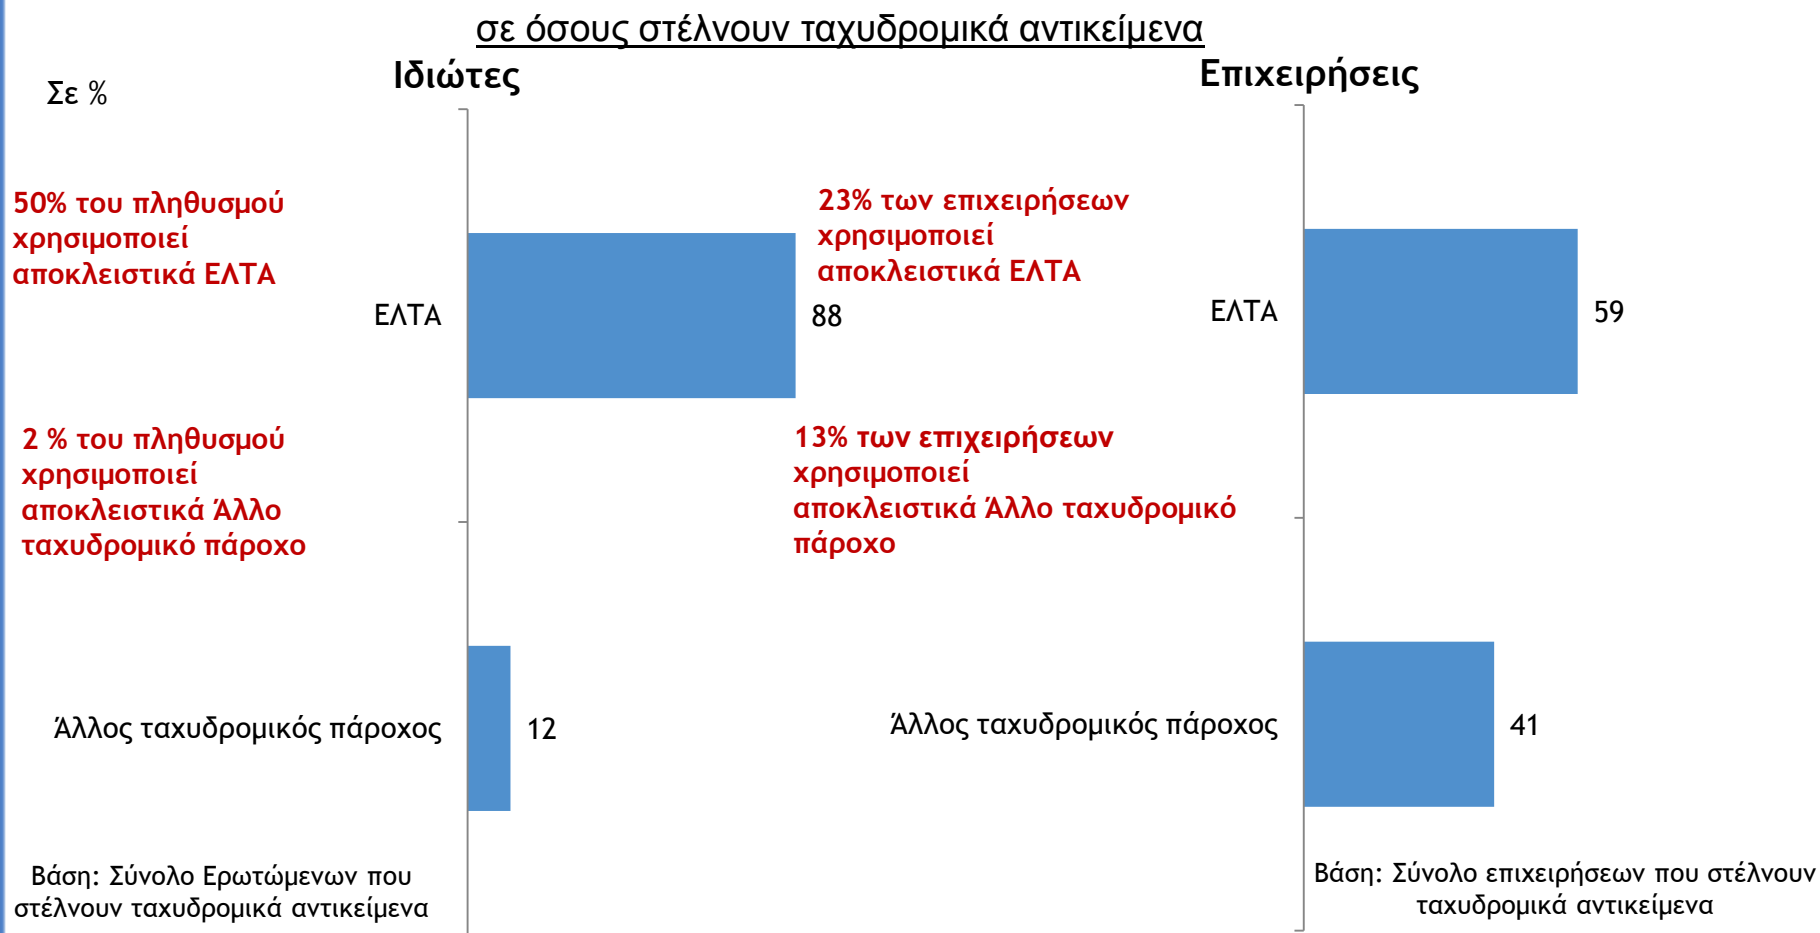 σε όσους στέλνουν ταχυδρομικά αντικείμενα
Ιδιώτες
Επιχειρήσεις
Σε %
50% του πληθυσμού
χρησιμοποιεί
αποκλειστικά ΕΛΤΑ
ΕΛΤΑ
88
2 % του πληθυσμού
χρησιμοποιεί
αποκλειστικά Άλλο
ταχυδρομικό πάροχο
Άλλος ταχυδρομικός πάροχος
12
Βάση: Σύνολο Ερωτώμενων που
στέλνουν ταχυδρομικά αντικείμενα
23% των επιχειρήσεων
χρησιμοποιεί
αποκλειστικά ΕΛΤΑ
ΕΛΤΑ
59
13% των επιχειρήσεων
χρησιμοποιεί
αποκλειστικά Άλλο ταχυδρομικό
πάροχο
Άλλος ταχυδρομικός πάροχος
41
Βάση: Σύνολο επιχειρήσεων που στέλνουν
ταχυδρομικά αντικείμενα